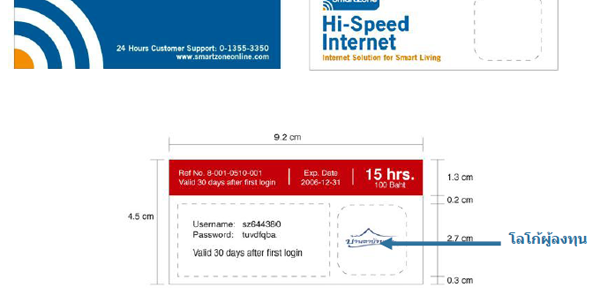 smartzone
24 Hours Customer Support: 0-1355-3350
www.smartzoneonline.com
Hi-Speed
Internet
Internet Solution for Smart Living
9.2 cm
Ref No. 8-001-0510-001
Valid 30 days after first login
Exp. Date
2006-12-31
15 hrs.
100 Baht
1.3 cm
0.2 cm
4.5 cm
Username: sz644380
Password: tuvdfqba
Valid 30 days after first login
2.7 cm
โลโก้ผู้ลงทุน
0.3 cm